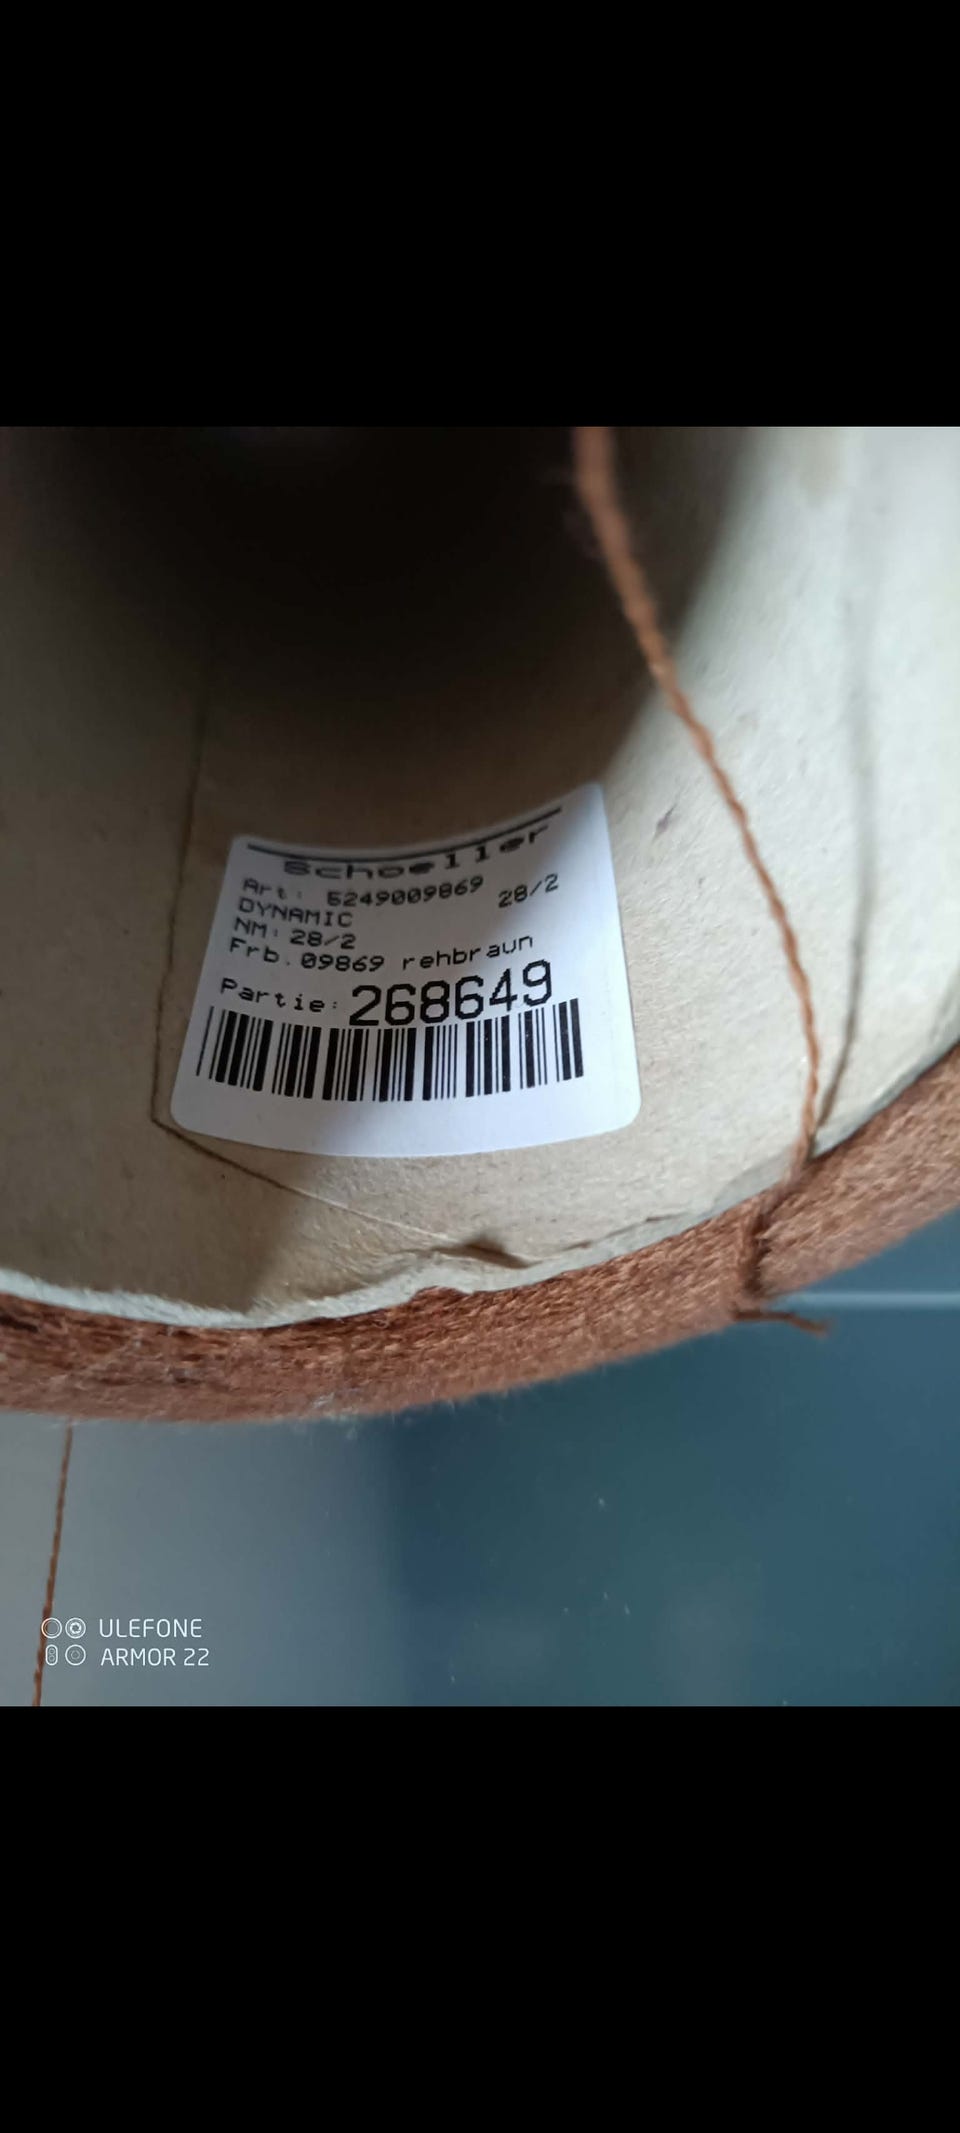 Schoeller
Art: 5249009869 28/2
DYNAMIC
NM: 28/2
Frb.09869 rehbraun
Partie: 268649
ULEFONE
ARMOR 22